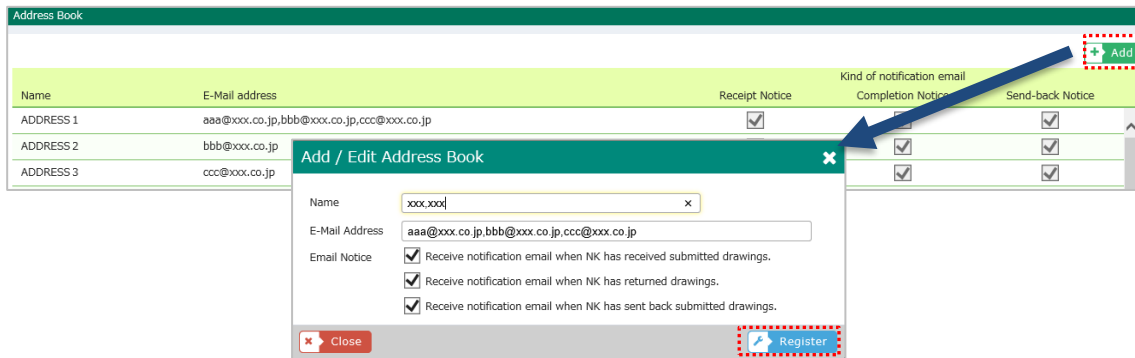 Address Book
Add
Kind of notification email
Name E-Mail address Receipt Notice Completion Notice Send-back Notice
ADDRESS 1 aaa@xxx.co.jp,bbb@xxx.co.jp,ccc@xxx.co.jp
ADDRESS 2 bbb@xxx.co.jp
ADDRESS 3 ccc@xxx.co.jp
Add / Edit Address Book
Name xxx,xxx
E-Mail Address aaa@xxx.co.jp,bbb@xxx.co.jp,ccc@xxx.co.jp
Email Notice Receive notification email when NK has received submitted drawings.
Receive notification email when NK has returned drawings.
Receive notification email when NK has sent back submitted drawings.
Close Register